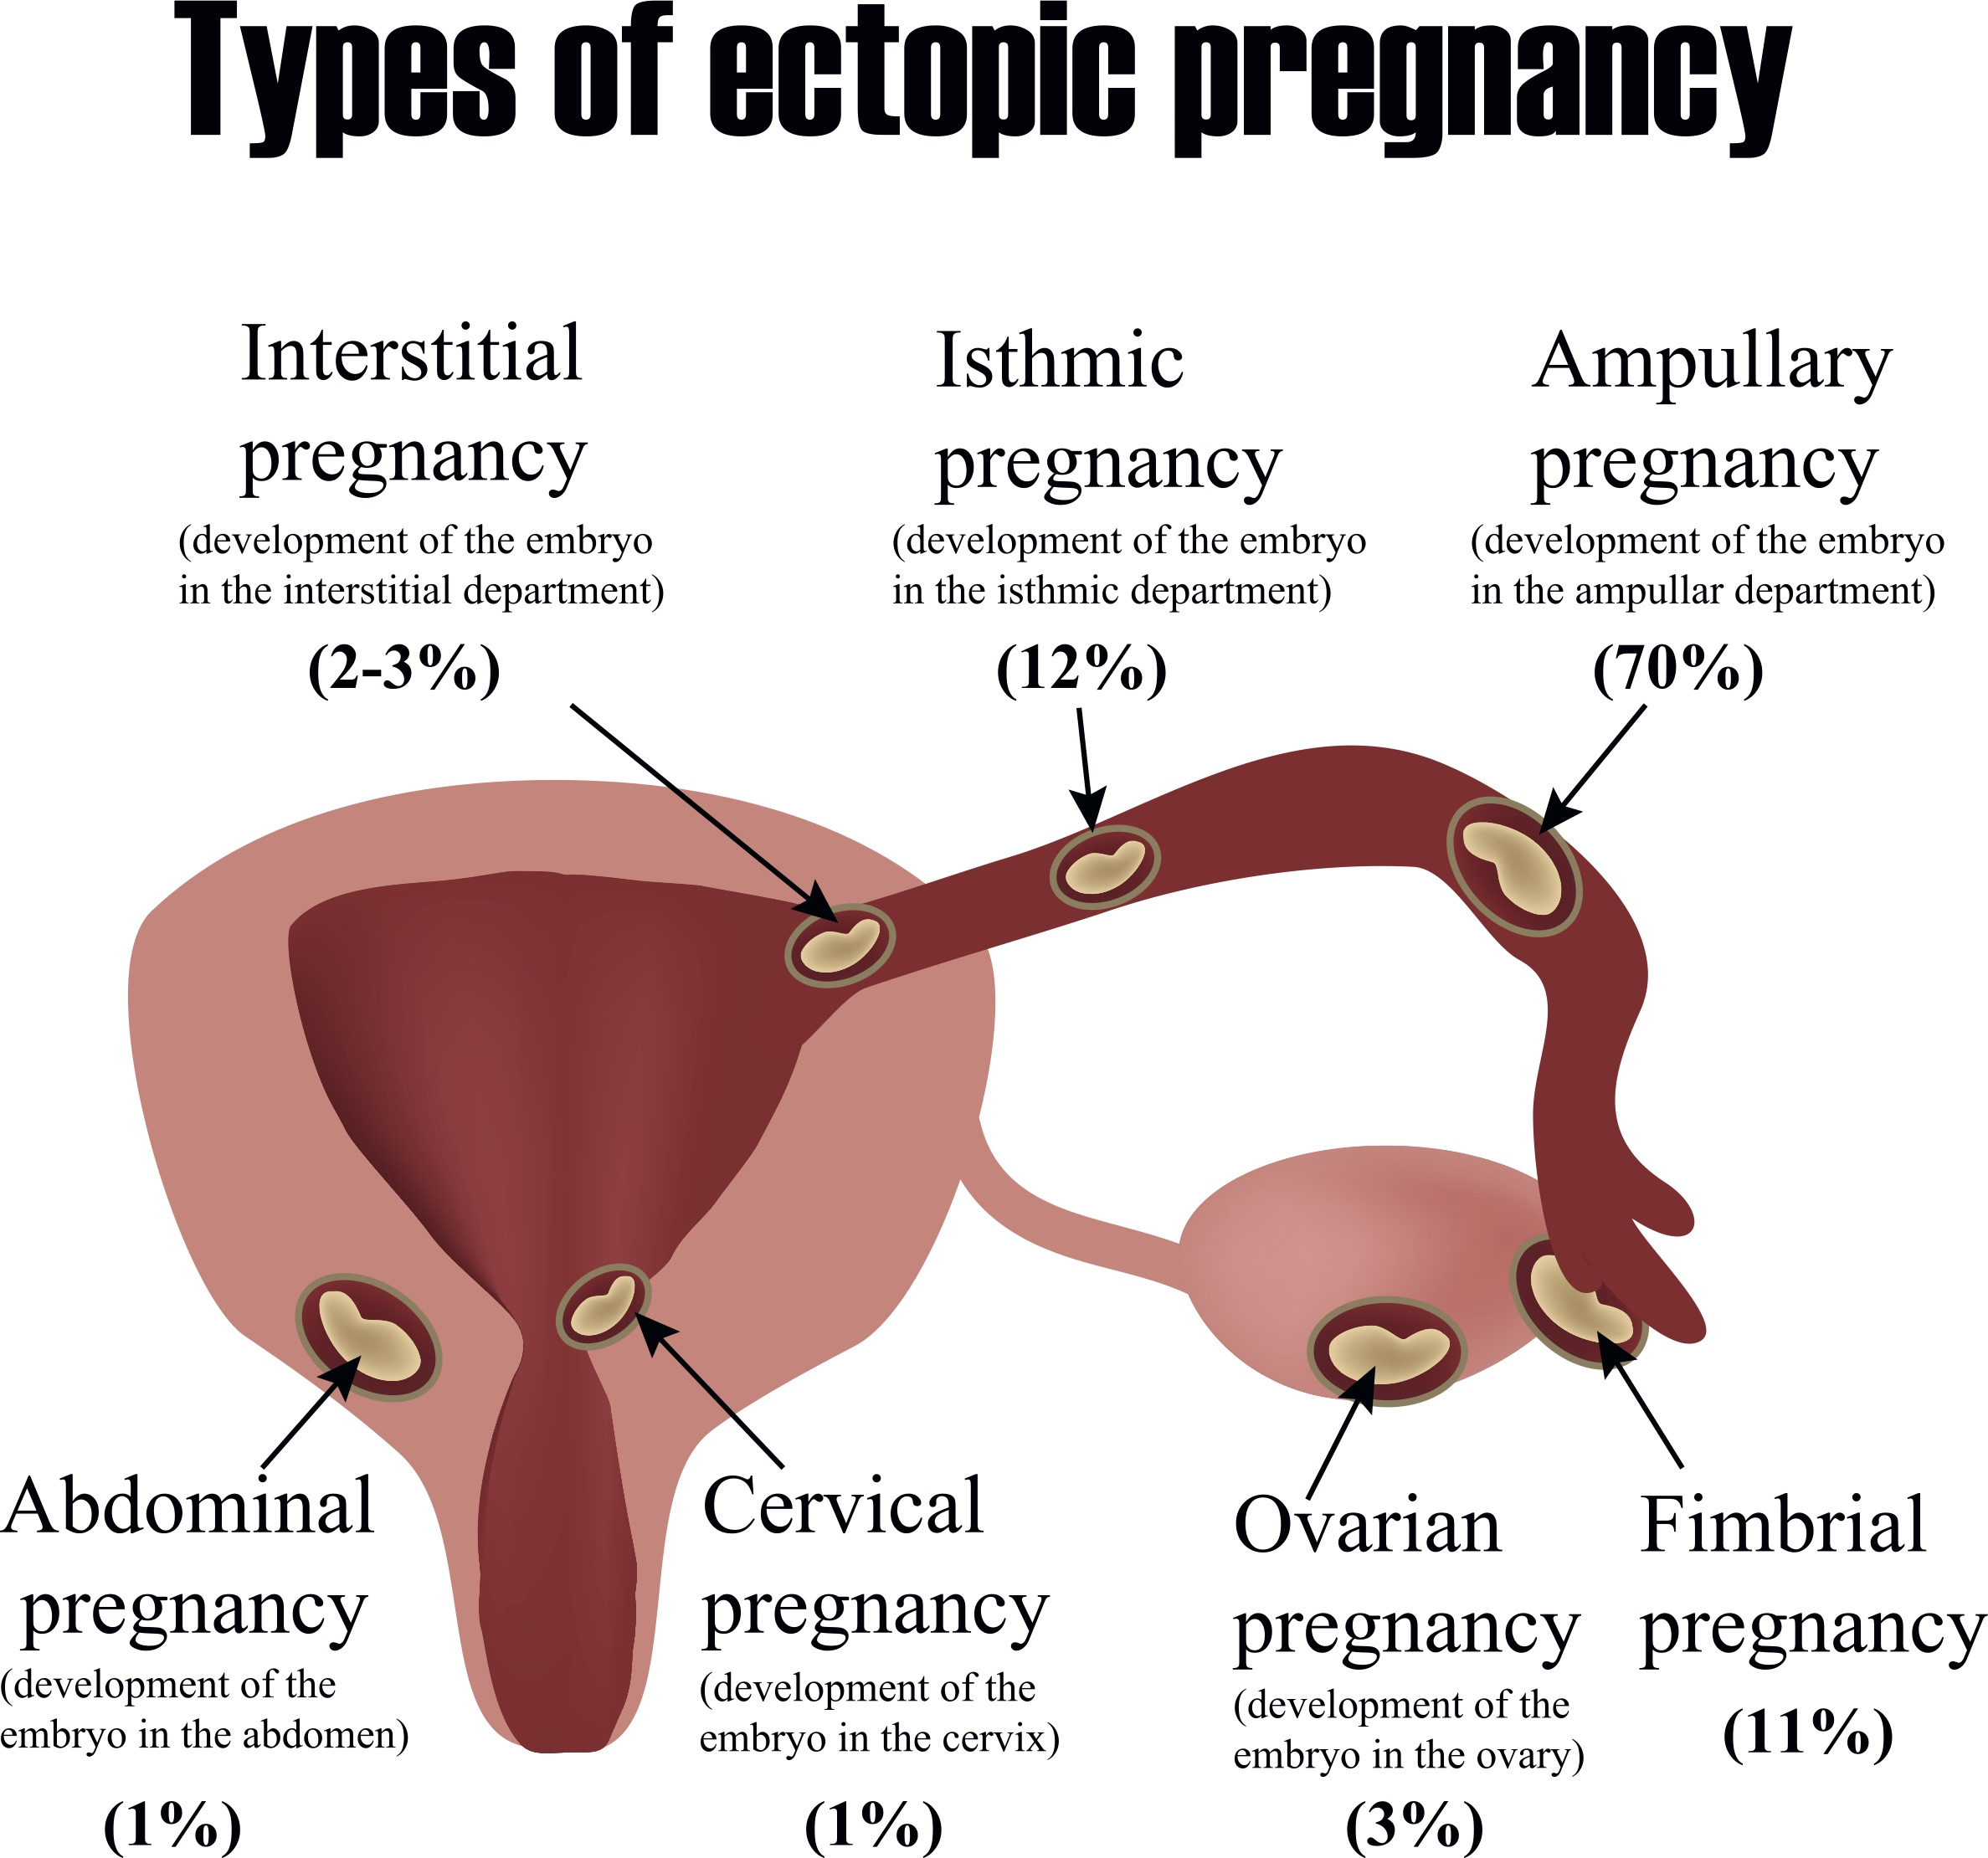 Types of ectopic pregnancy
Interstitial
pregnancy
(development of the embryo
in the interstitial department)
(2-3%)
Isthmic
pregnancy
(development of the embryo
in the isthmic department)
(12%)
Ampullary
pregnancy
(development of the embryo
in the ampullar department)
(70%)
Abdominal
pregnancy
(development of the
embryo in the abdomen)
(1%)
Cervical
pregnancy
(development of the
embryo in the cervix)
(1%)
Ovarian
pregnancy
(development of the
embryo in the ovary)
(3%)
Fimbrial
pregnancy
(11%)